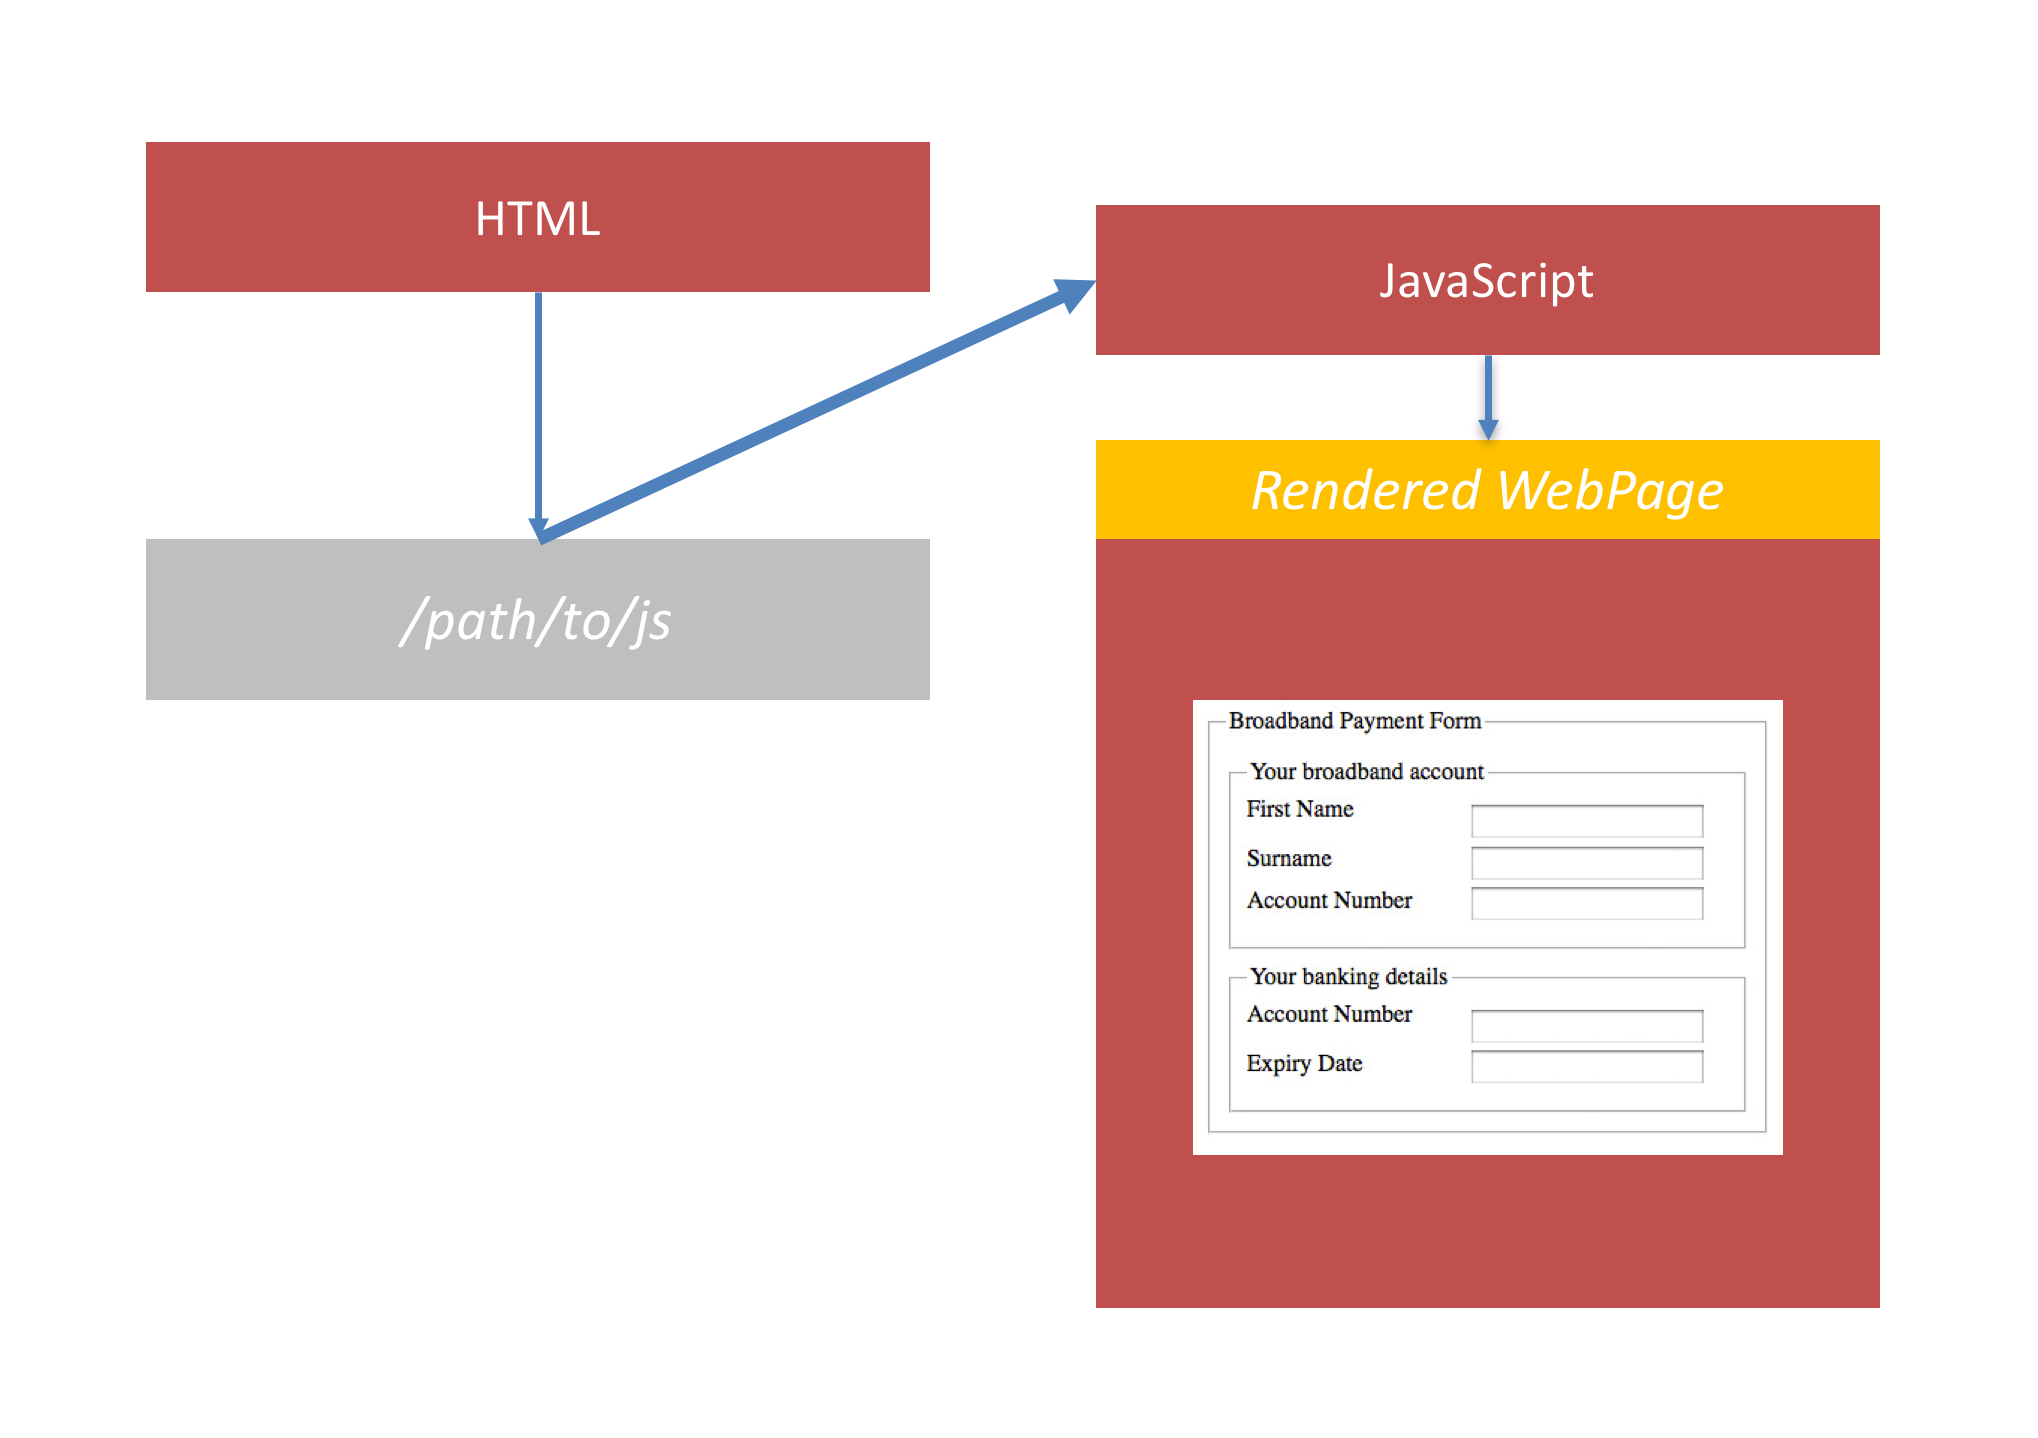 HTML
/path/to/js
JavaScript
Rendered WebPage
Broadband Payment Form
Your broadband account
First Name
Surname
Account Number
Your banking details
Account Number
Expiry Date